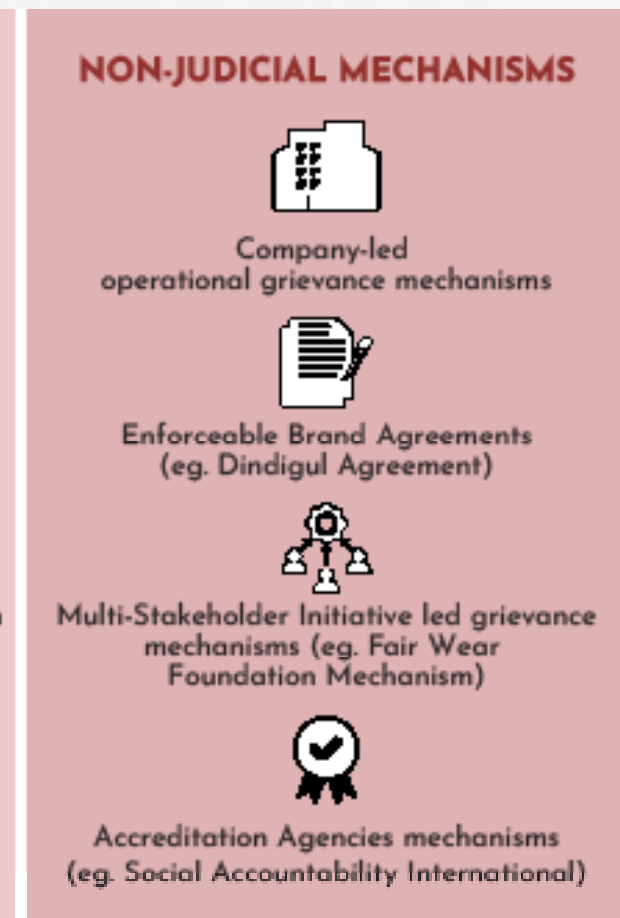 NON-JUDICIAL MECHANISMS
Company-led
operational grievance mechanisms
Enforceable Brand Agreements
(eg. Dindigul Agreement)
Multi-Stakeholder Initiative led grievance
mechanisms (eg. Fair Wear
Foundation Mechanism)
Accreditation Agencies mechanisms
(eg. Social Accountability International)